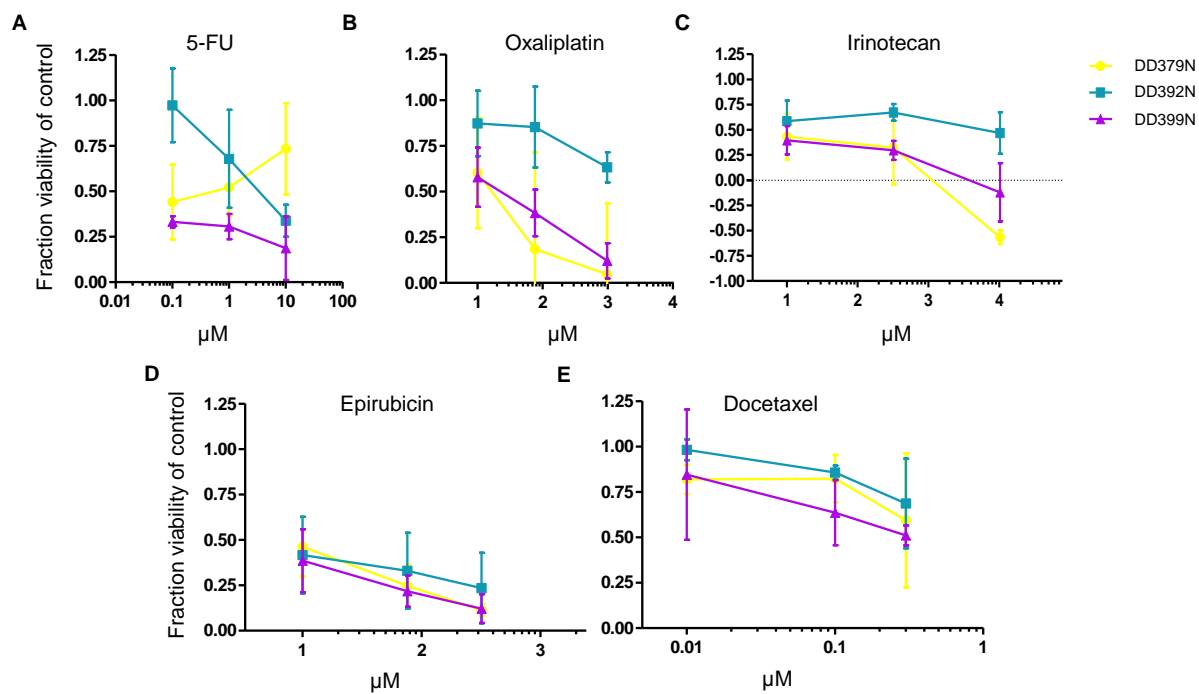 A
5-FU
Fraction viability of control
1.25
1.00
0.75
0.50
0.25
0.00
0.01
0.1
1
10
100
µM
B
Oxaliplatin
1.25
1.00
0.75
0.50
0.25
0.00
1
2
3
4
µM
C
Irinotecan
1.25
1.00
0.75
0.50
0.25
0.00
-0.25
-0.50
-0.75
-1.00
1
2
3
4
µM
DD379N
DD392N
DD399N
D
Epirubicin
Fraction viability of control
1.25
1.00
0.75
0.50
0.25
0.00
1
2
3
µM
E
Docetaxel
1.25
1.00
0.75
0.50
0.25
0.00
0.01
0.1
1
µM